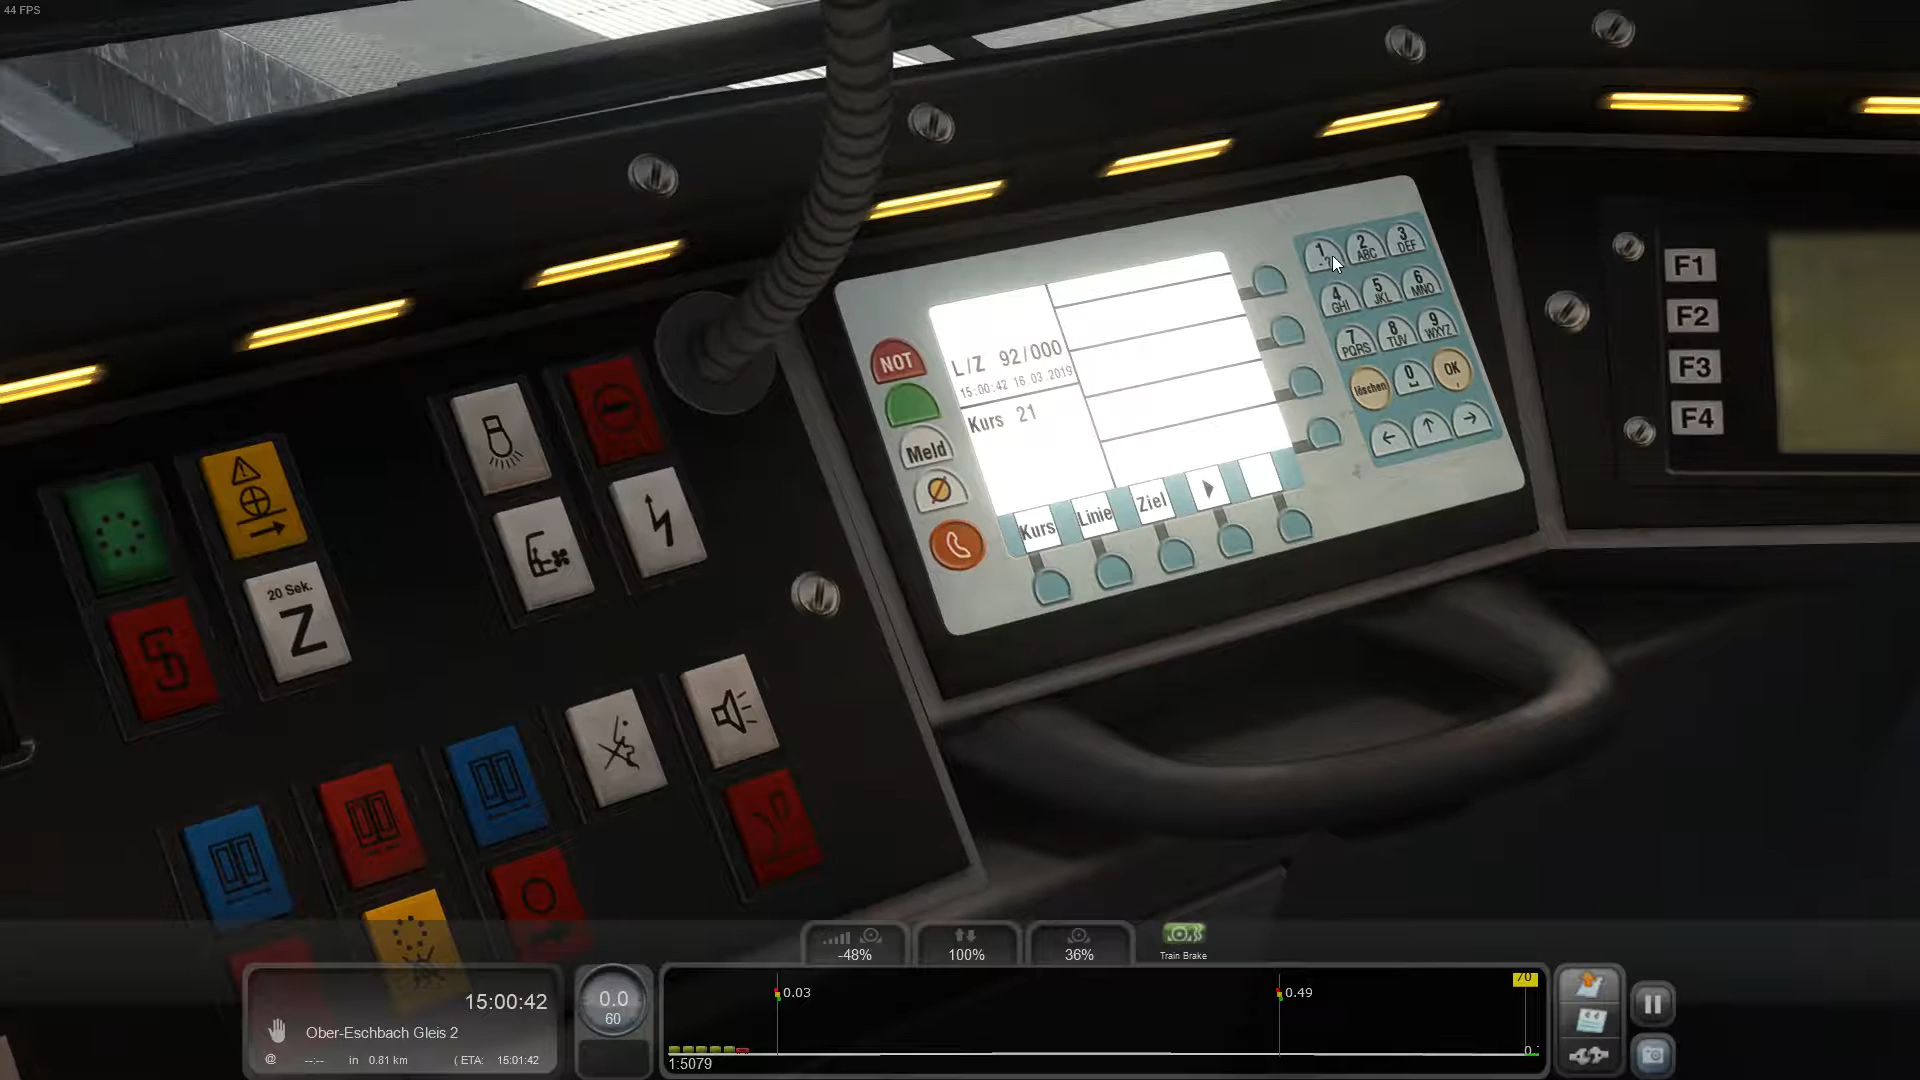 44 FPS
1
2
ABC
3
DEF
4
GHI
5
JKL
6
MNO
7
PQRS
8
TUV
9
WXYZ
löschen
0
OK
NOT
Meld
L/Z 92/000
15:00:42 16.03.2019
Kurs 21
Kurs Linie Ziel
F1
F2
F3
F4
20 Sek.
Z
-48%
100%
36%
Train Brake
15:00:42
Ober-Eschbach Gleis 2
@ --:-- in 0.81 km ( ETA: 15:01:42
0.0
60
0.03
0.49
70
1:5079